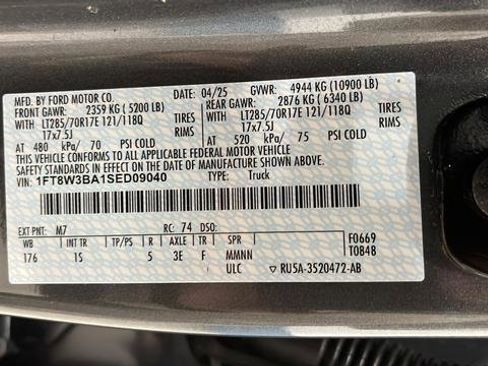 MFD. BY FORD MOTOR CO. 04/25 GVWR: 4944 KG (10900 LB)
FRONT GAWR: 2359 KG (5200 LB) REAR GAWR: 2876 KG (6340 LB)
WITH LT285/70R17E 121/118Q TIRES WITH LT285/70R17E 121/118Q TIRES
17x7.5J RIMS 17x7.5J RIMS
AT 480 kPa/ 70 PSI COLD AT 520 kPa/ 75 PSI COLD
THIS VEHICLE CONFORMS TO ALL APPLICABLE FEDERAL MOTOR VEHICLE
SAFETY STANDARDS IN EFFECT ON THE DATE OF MANUFACTURE SHOWN ABOVE.
VIN: 1FT8W3BA1SED09040 TYPE: Truck
EXT PNT: M7 RC: 74 DSO:
WB INT TR TP/PS R AXLE TR SPR F0669
176 1S 5 3E F MMNN T0848
ULC RU5A-3520472-AB